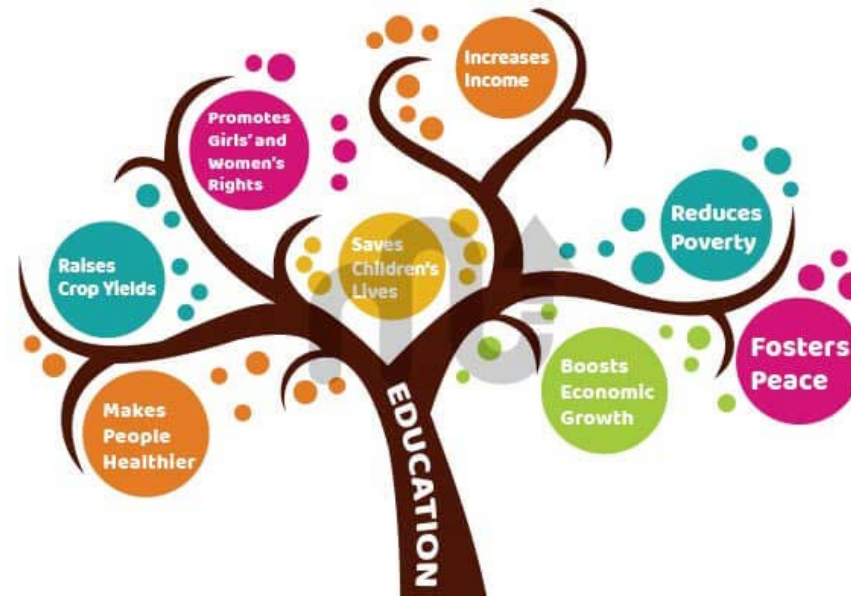 Increases
Income
Promotes
Girls' and
Women's
Rights
Reduces
Poverty
Saves
Children's
Lives
Raises
Crop Yields
Fosters
Peace
Boosts
Economic
Growth
Makes
People
Healthier
EDUCATION